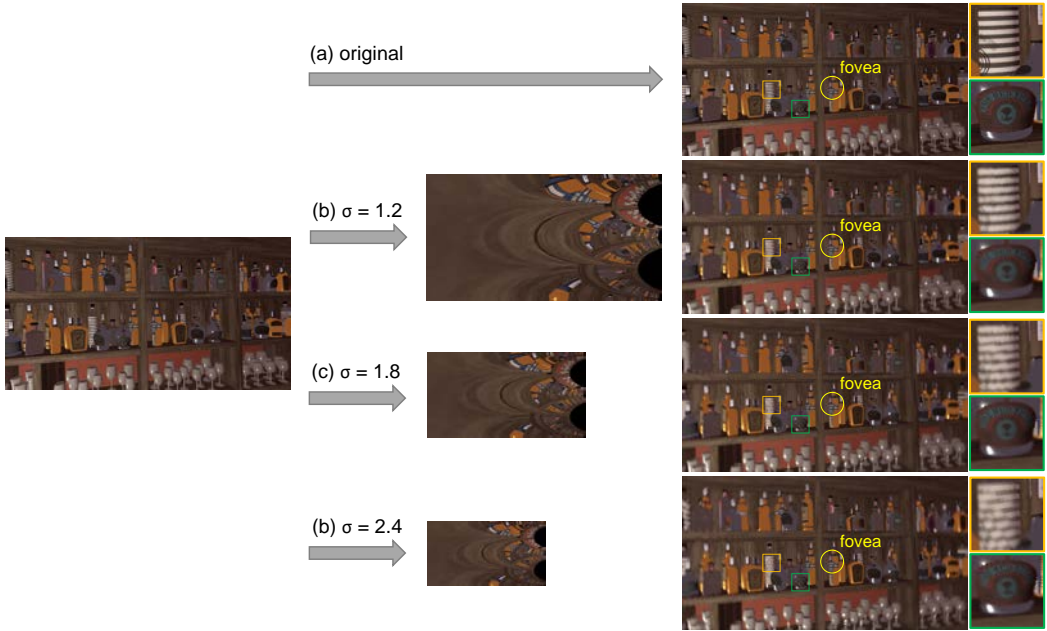 (a) original
fovea
(b) σ = 1.2
fovea
(c) σ = 1.8
fovea
(b) σ = 2.4
fovea